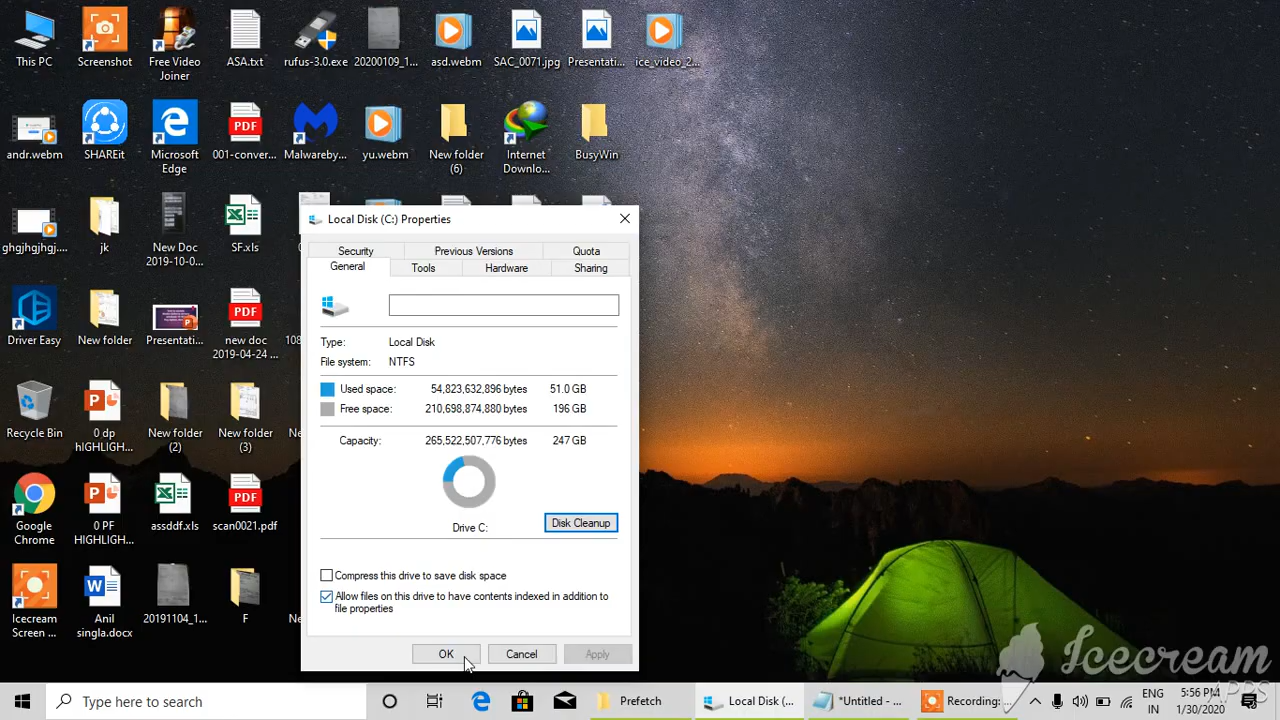 This PC
Screenshot
Free Video
Joiner
ASA.txt
rufus-3.0.exe
20200109_1...
asd.webm
SAC_0071.jpg
Presentati...
ice_video_2...
andr.webm
SHAREit
Microsoft
Edge
PDF
001-conver...
Malwareby...
yu.webm
New folder
(6)
Internet
Downlo...
BusyWin
ghgjhgjhgj...
jk
New Doc
2019-10-0...
SF.xls
Local Disk (C:) Properties
Security
Previous Versions
Quota
General
Tools
Hardware
Sharing
Driver Easy
New folder
Presentati...
PDF
new doc
2019-04-24 ...
108
Type:
Local Disk
File system:
NTFS
Used space:
54,823,632,896 bytes
51.0 GB
Free space:
210,698,874,880 bytes
196 GB
Capacity:
265,522,507,776 bytes
247 GB
Recycle Bin
0 dp
hIGHLIGH...
New folder
(2)
New folder
(3)
Ne
Google
Chrome
0 PF
HIGHLIGH...
assddf.xls
PDF
scan0021.pdf
Drive C:
Disk Cleanup
Compress this drive to save disk space
Allow files on this drive to have contents indexed in addition to
file properties
Icecream
Screen ...
Anil
singla.docx
20191104_1...
F
Ne
OK
Cancel
Apply
Icecream
APPS
Type here to search
Prefetch
Local Disk (...
*Untitled - ...
Recording:...
ENG
IN
5:56 PM
1/30/2020